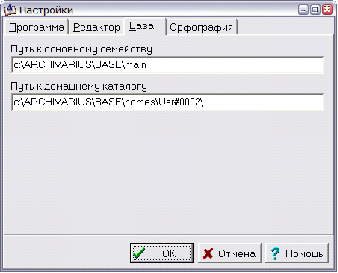 Настройки
Программа Редактор База Орфография
Путь к основному семейству
c:\ARCHIVARIUS\BASE\main
Путь к домашнему каталогу
c:\ARCHIVARIUS\BASE\homes\User#0002\
OK Отмена Помощь